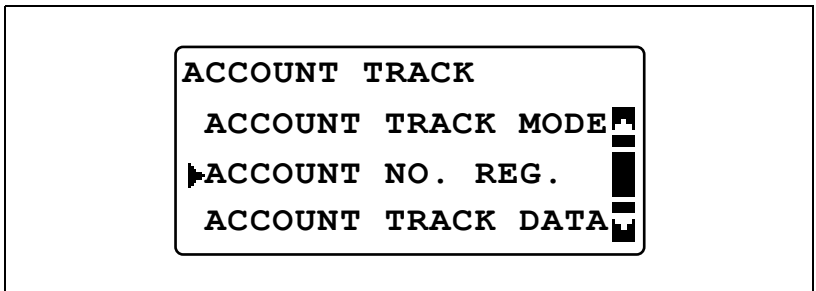 ACCOUNT TRACK
ACCOUNT TRACK MODE
ACCOUNT NO. REG.
ACCOUNT TRACK DATA